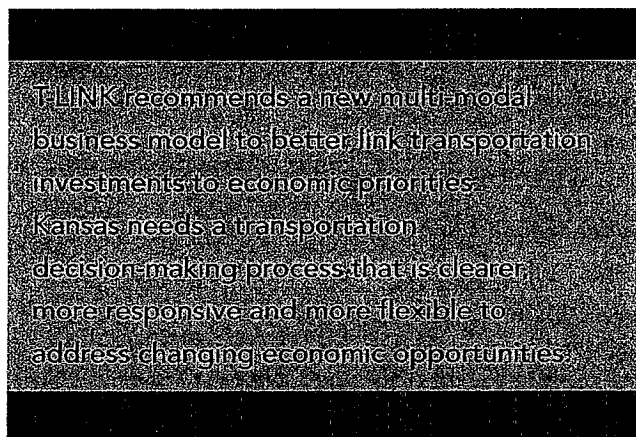 T-LINK recommends a new multi-modal
business model to better link transportation
investments to economic priorities.
Kansas needs a transportation
decision-making process that is clearer,
more responsive and more flexible to
address changing economic opportunities.